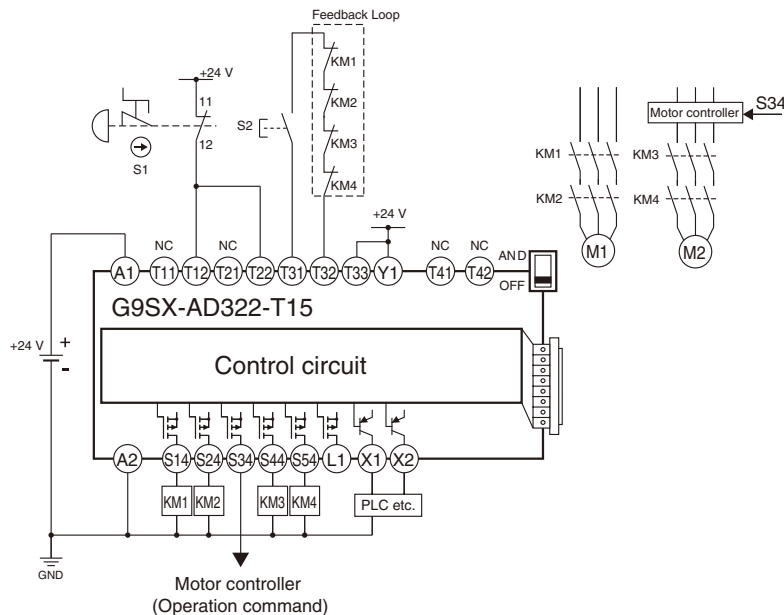 Feedback Loop
+24 V
11
12
S1
S2
KM1
KM2
KM3
KM4
Motor controller
S34
KM1
KM3
KM2
KM4
M1
M2
+24 V
NC
NC
NC
NC
A1
T11
T12
T21
T22
T31
T32
T33
Y1
T41
T42
AND
OFF
G9SX-AD322-T15
+24 V
+
-
Control circuit
A2
S14
S24
S34
S44
S54
L1
X1
X2
KM1
KM2
KM3
KM4
PLC etc.
GND
Motor controller
(Operation command)